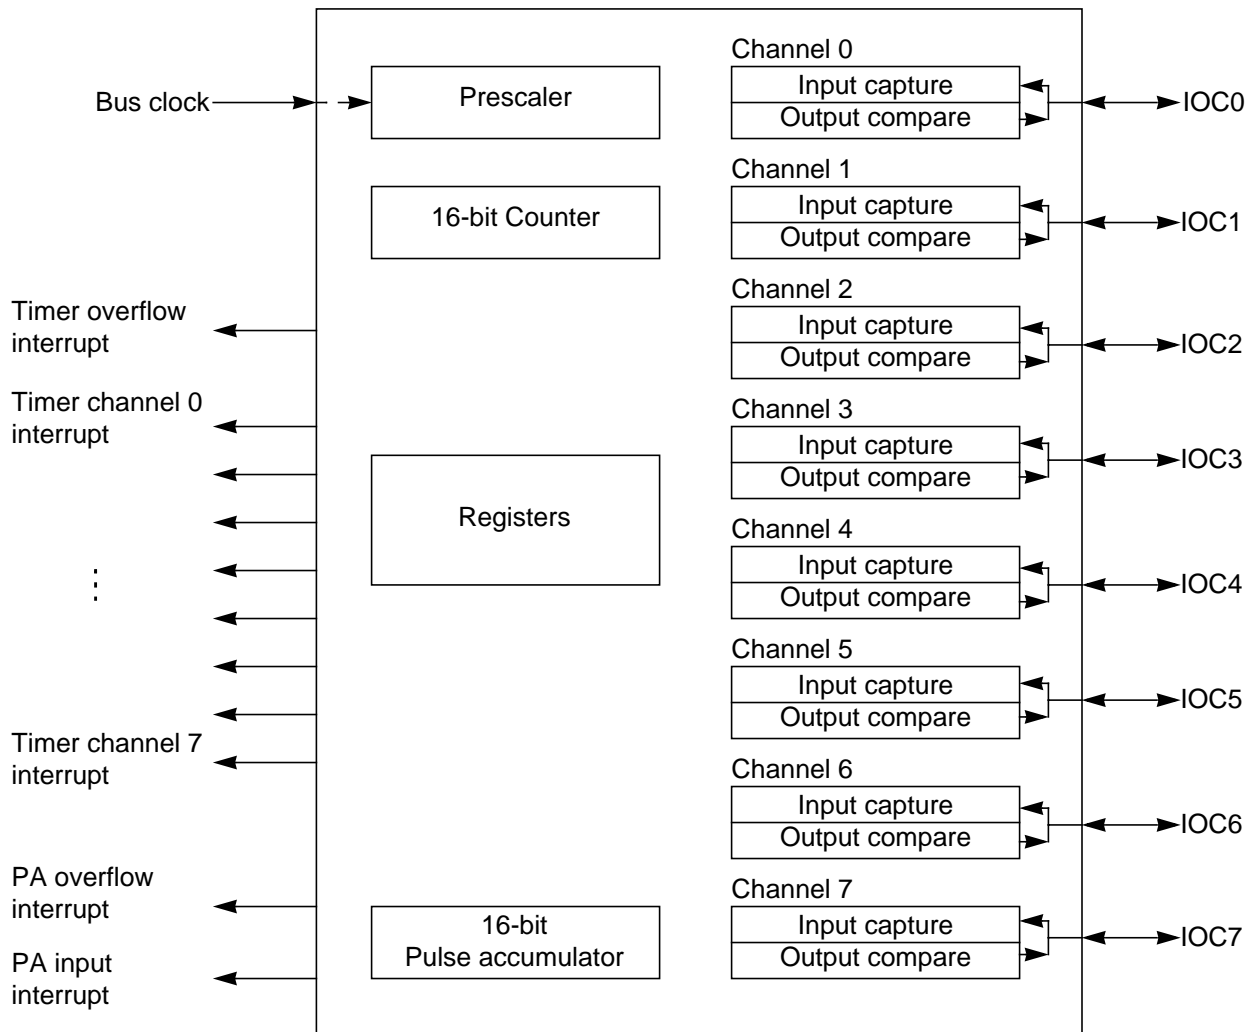 Bus clock
Timer overflow
interrupt
Timer channel 0
interrupt
Timer channel 7
interrupt
PA overflow
interrupt
PA input
interrupt
Prescaler
16-bit Counter
Registers
16-bit
Pulse accumulator
Channel 0
Input capture
Output compare
IOC0
Channel 1
Input capture
Output compare
IOC1
Channel 2
Input capture
Output compare
IOC2
Channel 3
Input capture
Output compare
IOC3
Channel 4
Input capture
Output compare
IOC4
Channel 5
Input capture
Output compare
IOC5
Channel 6
Input capture
Output compare
IOC6
Channel 7
Input capture
Output compare
IOC7